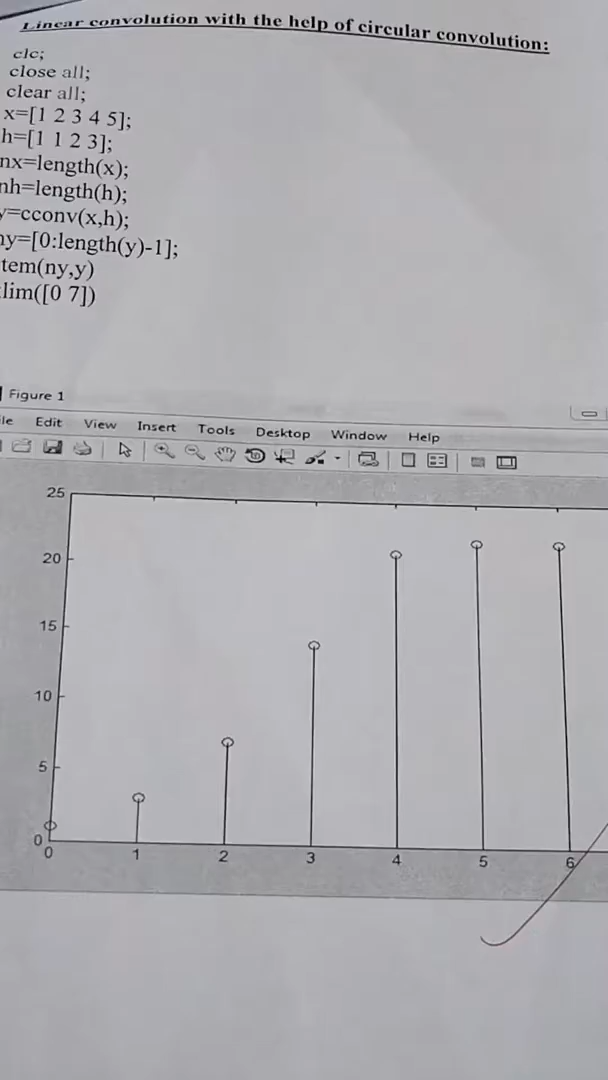 Linear convolution with the help of circular convolution:
clc;
close all;
clear all;
x=[1 2 3 4 5];
h=[1 1 2 3];
nx=length(x);
nh=length(h);
y=cconv(x,h);
ny=[0:length(y)-1];
tem(ny,y)
lim([0 7])
Figure 1
le Edit View Insert Tools Desktop Window Help
25
20
15
10
5
0
0 1 2 3 4 5 6